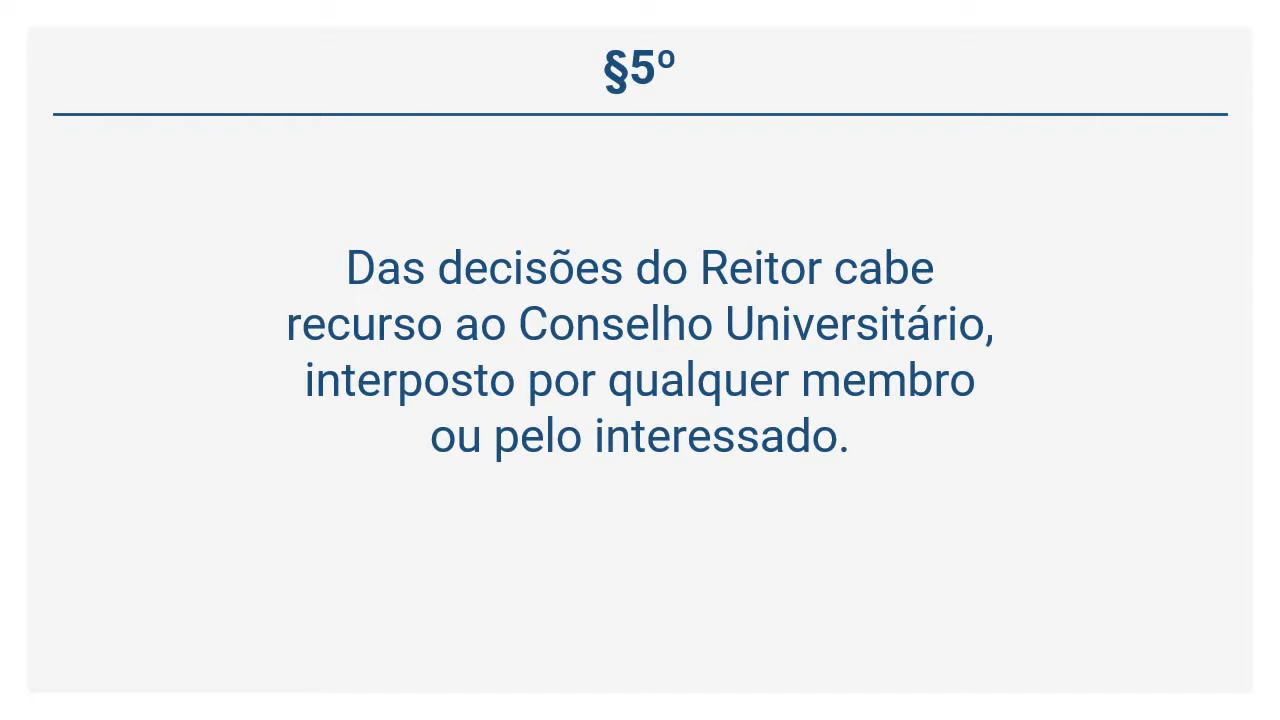 §5º
Das decisões do Reitor cabe
recurso ao Conselho Universitário,
interposto por qualquer membro
ou pelo interessado.